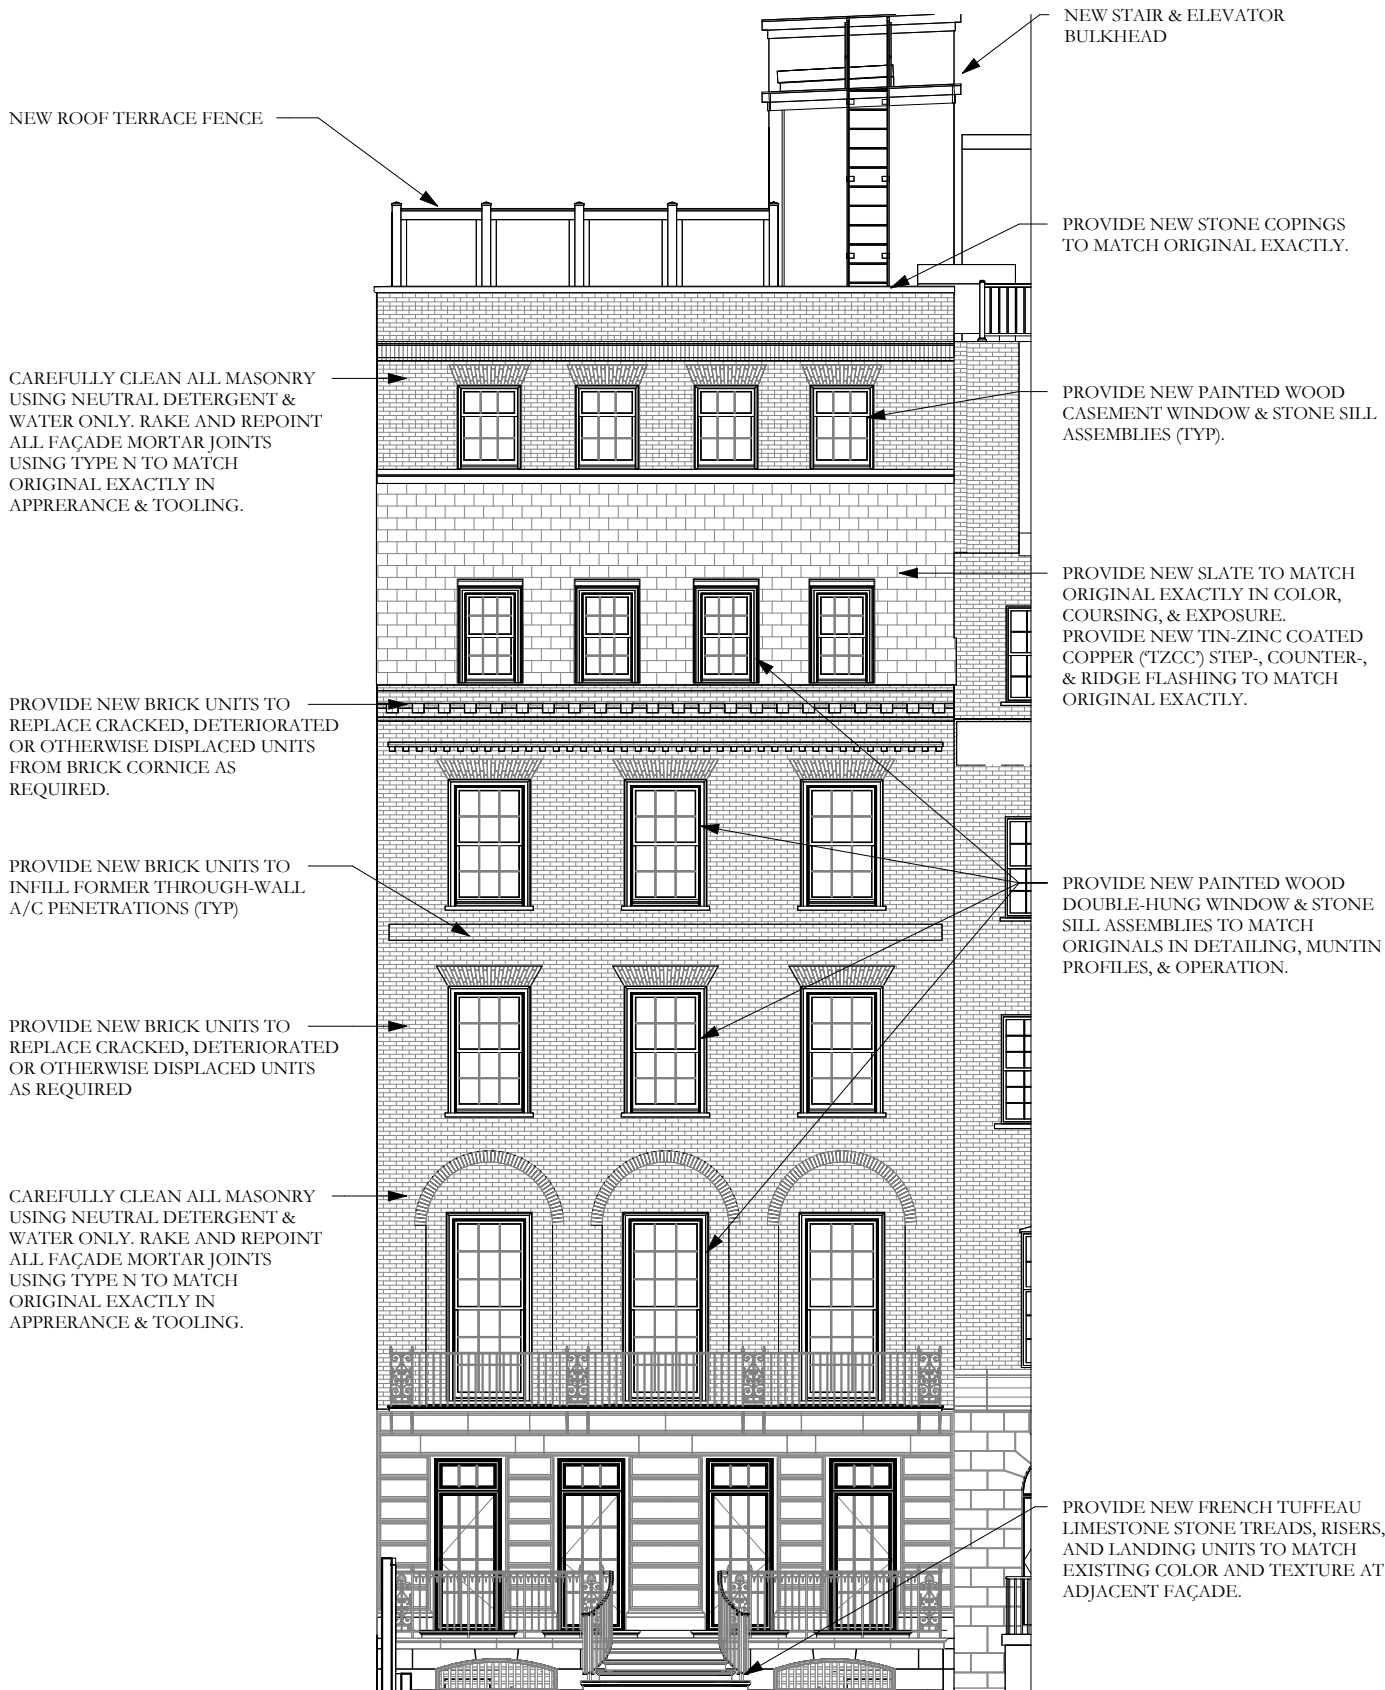 NEW STAIR & ELEVATOR
BULKHEAD
NEW ROOF TERRACE FENCE
PROVIDE NEW STONE COPINGS
TO MATCH ORIGINAL EXACTLY.
CAREFULLY CLEAN ALL MASONRY
USING NEUTRAL DETERGENT &
WATER ONLY. RAKE AND REPOINT
ALL FAÇADE MORTAR JOINTS
USING TYPE N TO MATCH
ORIGINAL EXACTLY IN
APPRERANCE & TOOLING.
PROVIDE NEW PAINTED WOOD
CASEMENT WINDOW & STONE SILL
ASSEMBLIES (TYP).
PROVIDE NEW SLATE TO MATCH
ORIGINAL EXACTLY IN COLOR,
COURSING, & EXPOSURE.
PROVIDE NEW TIN-ZINC COATED
COPPER ('TZCC') STEP-, COUNTER-,
& RIDGE FLASHING TO MATCH
ORIGINAL EXACTLY.
PROVIDE NEW BRICK UNITS TO
REPLACE CRACKED, DETERIORATED
OR OTHERWISE DISPLACED UNITS
FROM BRICK CORNICE AS
REQUIRED.
PROVIDE NEW BRICK UNITS TO
INFILL FORMER THROUGH-WALL
A/C PENETRATIONS (TYP)
PROVIDE NEW PAINTED WOOD
DOUBLE-HUNG WINDOW & STONE
SILL ASSEMBLIES TO MATCH
ORIGINALS IN DETAILING, MUNTIN
PROFILES, & OPERATION.
PROVIDE NEW BRICK UNITS TO
REPLACE CRACKED, DETERIORATED
OR OTHERWISE DISPLACED UNITS
AS REQUIRED
CAREFULLY CLEAN ALL MASONRY
USING NEUTRAL DETERGENT &
WATER ONLY. RAKE AND REPOINT
ALL FAÇADE MORTAR JOINTS
USING TYPE N TO MATCH
ORIGINAL EXACTLY IN
APPRERANCE & TOOLING.
PROVIDE NEW FRENCH TUFFEAU
LIMESTONE STONE TREADS, RISERS,
AND LANDING UNITS TO MATCH
EXISTING COLOR AND TEXTURE AT
ADJACENT FAÇADE.